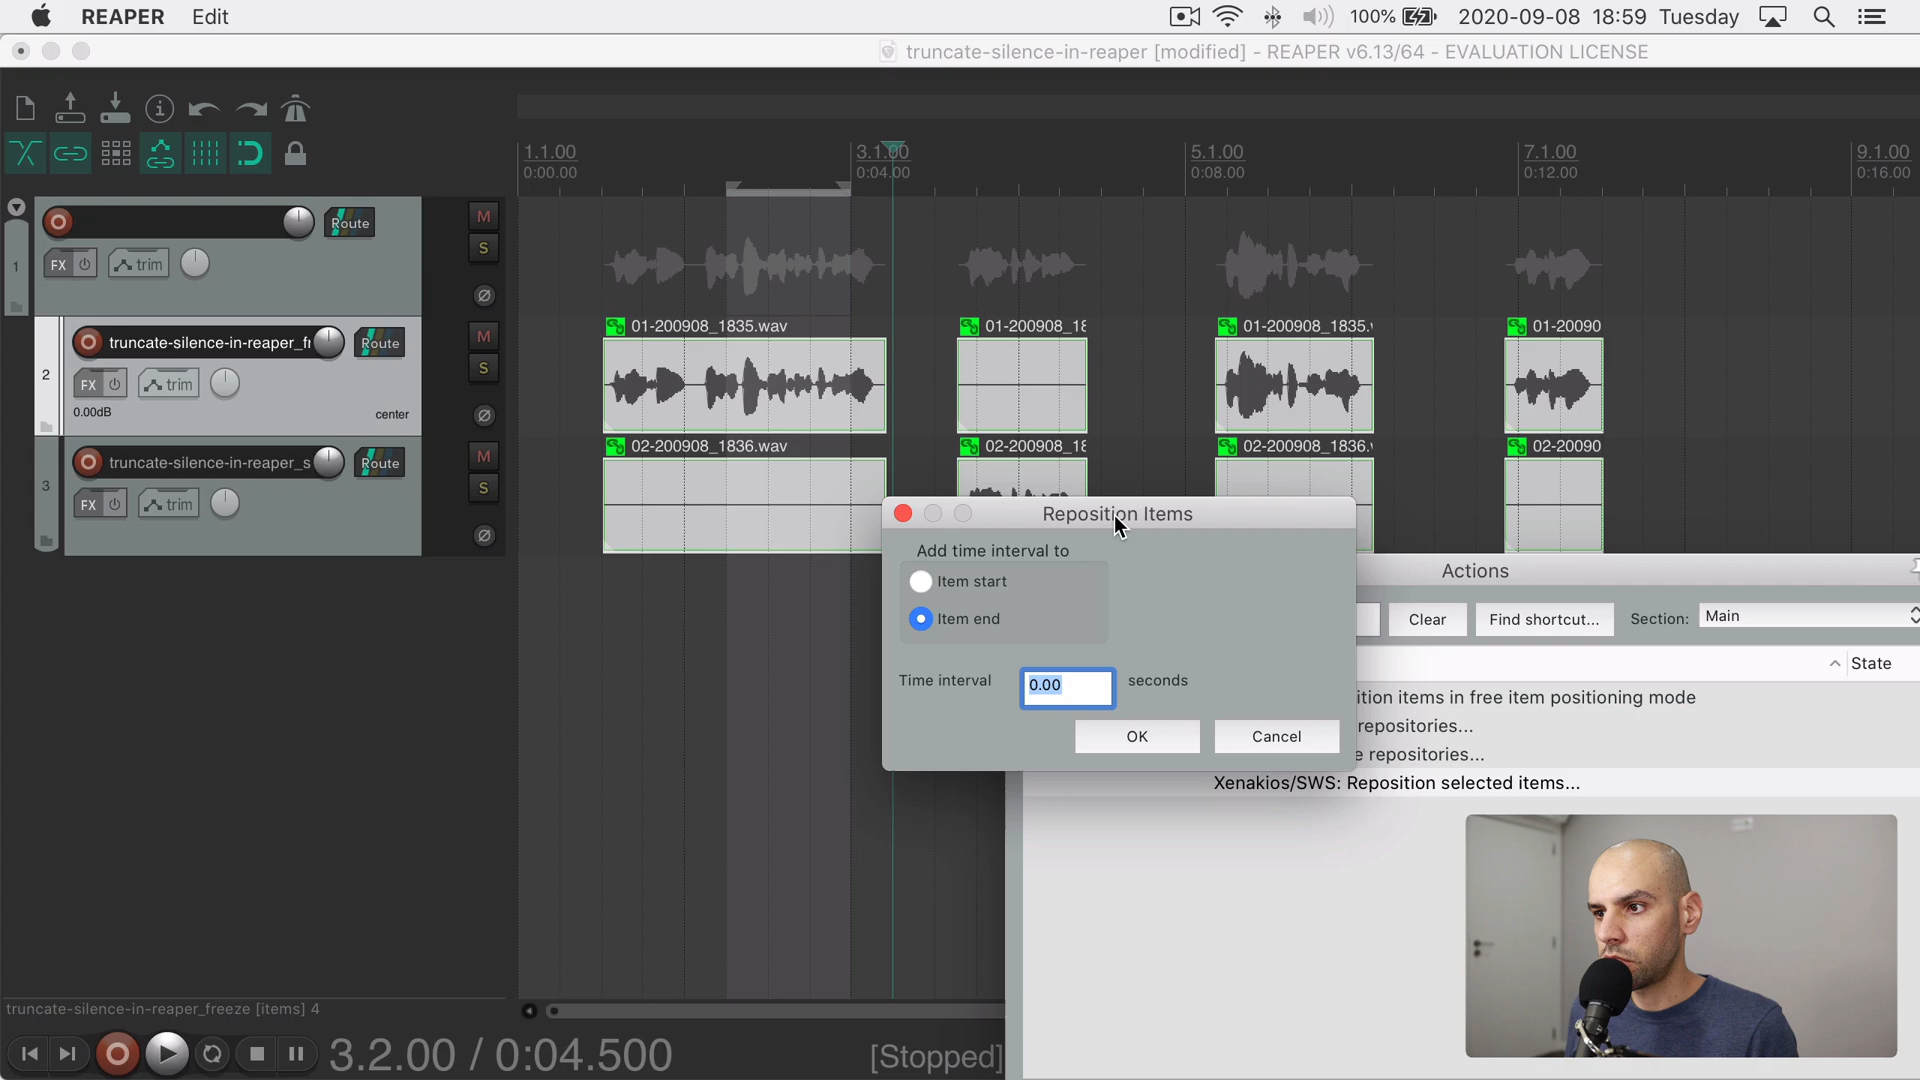 REAPER Edit 100% 2020-09-08 18:59 Tuesday
truncate-silence-in-reaper [modified] - REAPER v6.13/64 - EVALUATION LICENSE
1.1.00 3.1.00 5.1.00 7.1.00 9.1.00
0:00.00 0:04.00 0:08.00 0:12.00 0:16.00
1
Route
M
S
FX trim
2
01-200908_1835.wav 01-200908_18 01-200908_1835. 01-20090
truncate-silence-in-reaper_f Route
M
S
FX trim
0.00dB center
3
02-200908_1836.wav 02-200908_18 02-200908_1836. 02-20090
truncate-silence-in-reaper_s Route
M
S
FX trim
Reposition Items
Add time interval to
Item start
Item end
Time interval 0.00 seconds
OK Cancel
Actions
Clear Find shortcut... Section: Main
State
ition items in free item positioning mode
repositories...
e repositories...
Xenakios/SWS: Reposition selected items...
truncate-silence-in-reaper_freeze [items] 4
3.2.00 / 0:04.500 [Stopped]